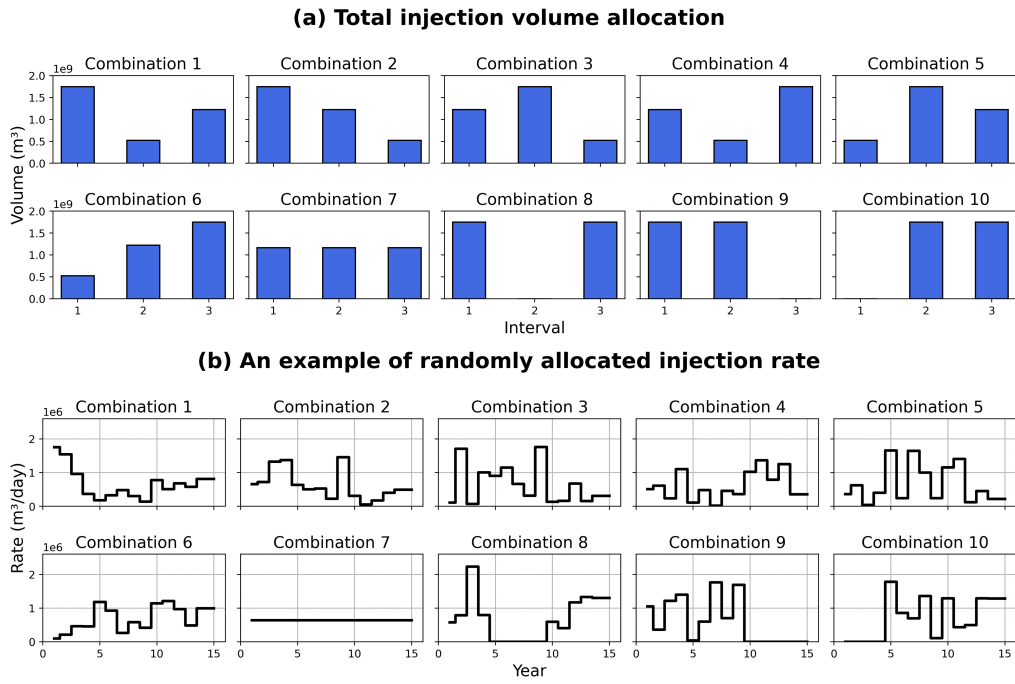 (a) Total injection volume allocation
Combination 1 Combination 2 Combination 3 Combination 4 Combination 5
1e9
2.0
1.5
1.0
0.5
0.0
Volume (m³)
Combination 6 Combination 7 Combination 8 Combination 9 Combination 10
1e9
2.0
1.5
1.0
0.5
0.0
1 2 3 1 2 3 1 2 3 1 2 3 1 2 3
Interval
(b) An example of randomly allocated injection rate
Combination 1 Combination 2 Combination 3 Combination 4 Combination 5
1e6
2
1
0
Rate (m³/day)
Combination 6 Combination 7 Combination 8 Combination 9 Combination 10
1e6
2
1
0
0 5 10 15 0 5 10 15 0 5 10 15 0 5 10 15 0 5 10 15
Year